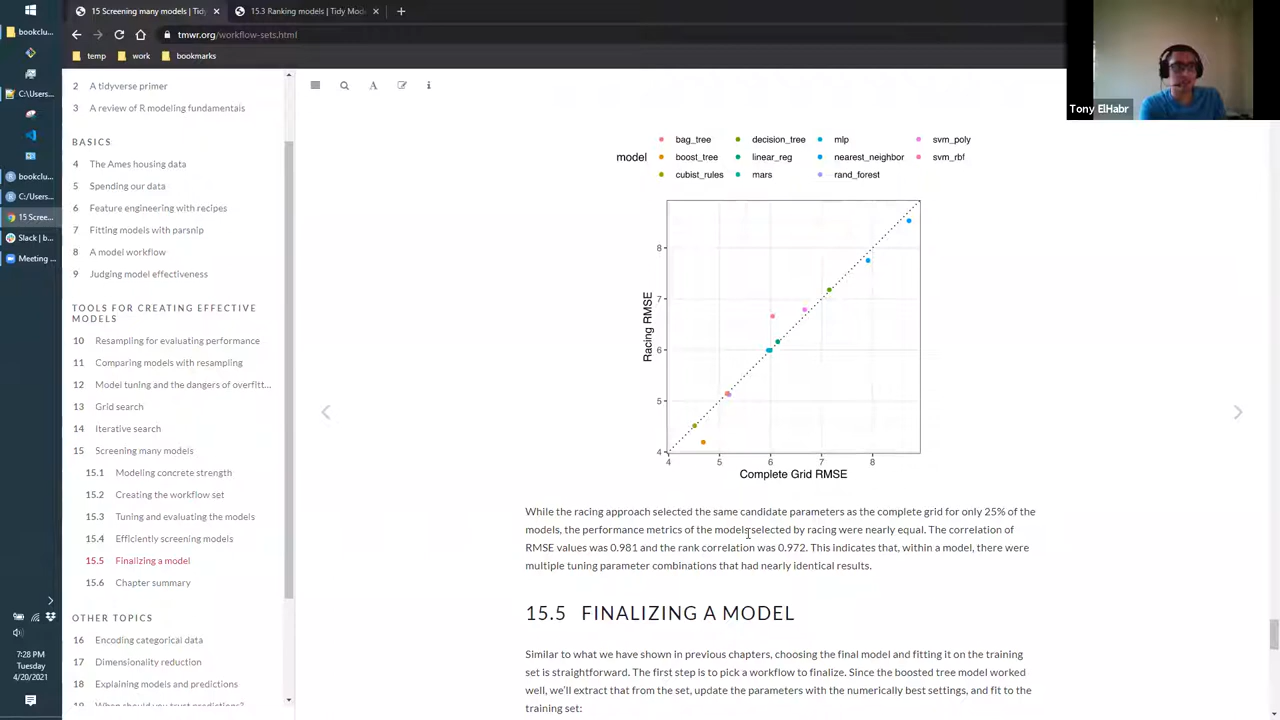 15 Screening many models | Tidy
15.3 Ranking models | Tidy Mode
tmwr.org/workflow-sets.html
temp work bookmarks
Tony ElHabr
bookclu...
C:\Users...
bookclu...
C:/Users...
15 Scree...
Slack | b...
Meeting ...
7:28 PM
Tuesday
4/20/2021
2 A tidyverse primer
3 A review of R modeling fundamentals
BASICS
4 The Ames housing data
5 Spending our data
6 Feature engineering with recipes
7 Fitting models with parsnip
8 A model workflow
9 Judging model effectiveness
TOOLS FOR CREATING EFFECTIVE
MODELS
10 Resampling for evaluating performance
11 Comparing models with resampling
12 Model tuning and the dangers of overfitt...
13 Grid search
14 Iterative search
15 Screening many models
15.1 Modeling concrete strength
15.2 Creating the workflow set
15.3 Tuning and evaluating the models
15.4 Efficiently screening models
15.5 Finalizing a model
15.6 Chapter summary
OTHER TOPICS
16 Encoding categorical data
17 Dimensionality reduction
18 Explaining models and predictions
19 When should you trust predictions?
model
bag_tree decision_tree mlp svm_poly
boost_tree linear_reg nearest_neighbor svm_rbf
cubist_rules mars rand_forest
Racing RMSE
8
7
6
5
4
4 5 6 7 8
Complete Grid RMSE
While the racing approach selected the same candidate parameters as the complete grid for only 25% of the
models, the performance metrics of the models selected by racing were nearly equal. The correlation of
RMSE values was 0.981 and the rank correlation was 0.972. This indicates that, within a model, there were
multiple tuning parameter combinations that had nearly identical results.
15.5 FINALIZING A MODEL
Similar to what we have shown in previous chapters, choosing the final model and fitting it on the training
set is straightforward. The first step is to pick a workflow to finalize. Since the boosted tree model worked
well, we'll extract that from the set, update the parameters with the numerically best settings, and fit to the
training set: